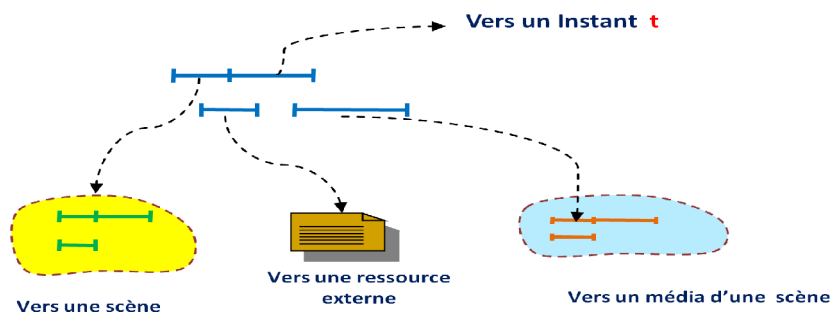 Vers un Instant t
Vers une ressource
externe
Vers un média d’une scène
Vers une scène